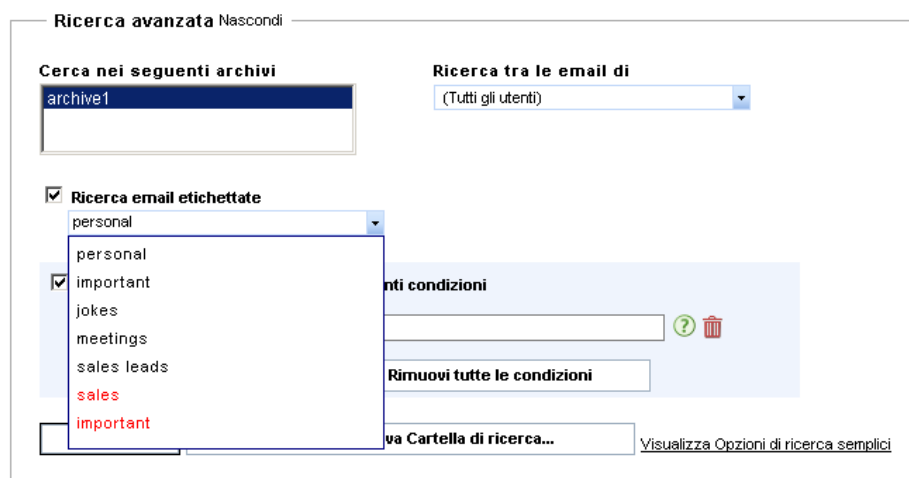 Ricerca avanzata Nascondi
Cerca nei seguenti archivi
Ricerca tra le email di
archive1
(Tutti gli utenti)
Ricerca email etichettate
personal
personal
important
nti condizioni
jokes
meetings
?
sales leads
Rimuovi tutte le condizioni
sales
important
va Cartella di ricerca...
Visualizza Opzioni di ricerca semplici